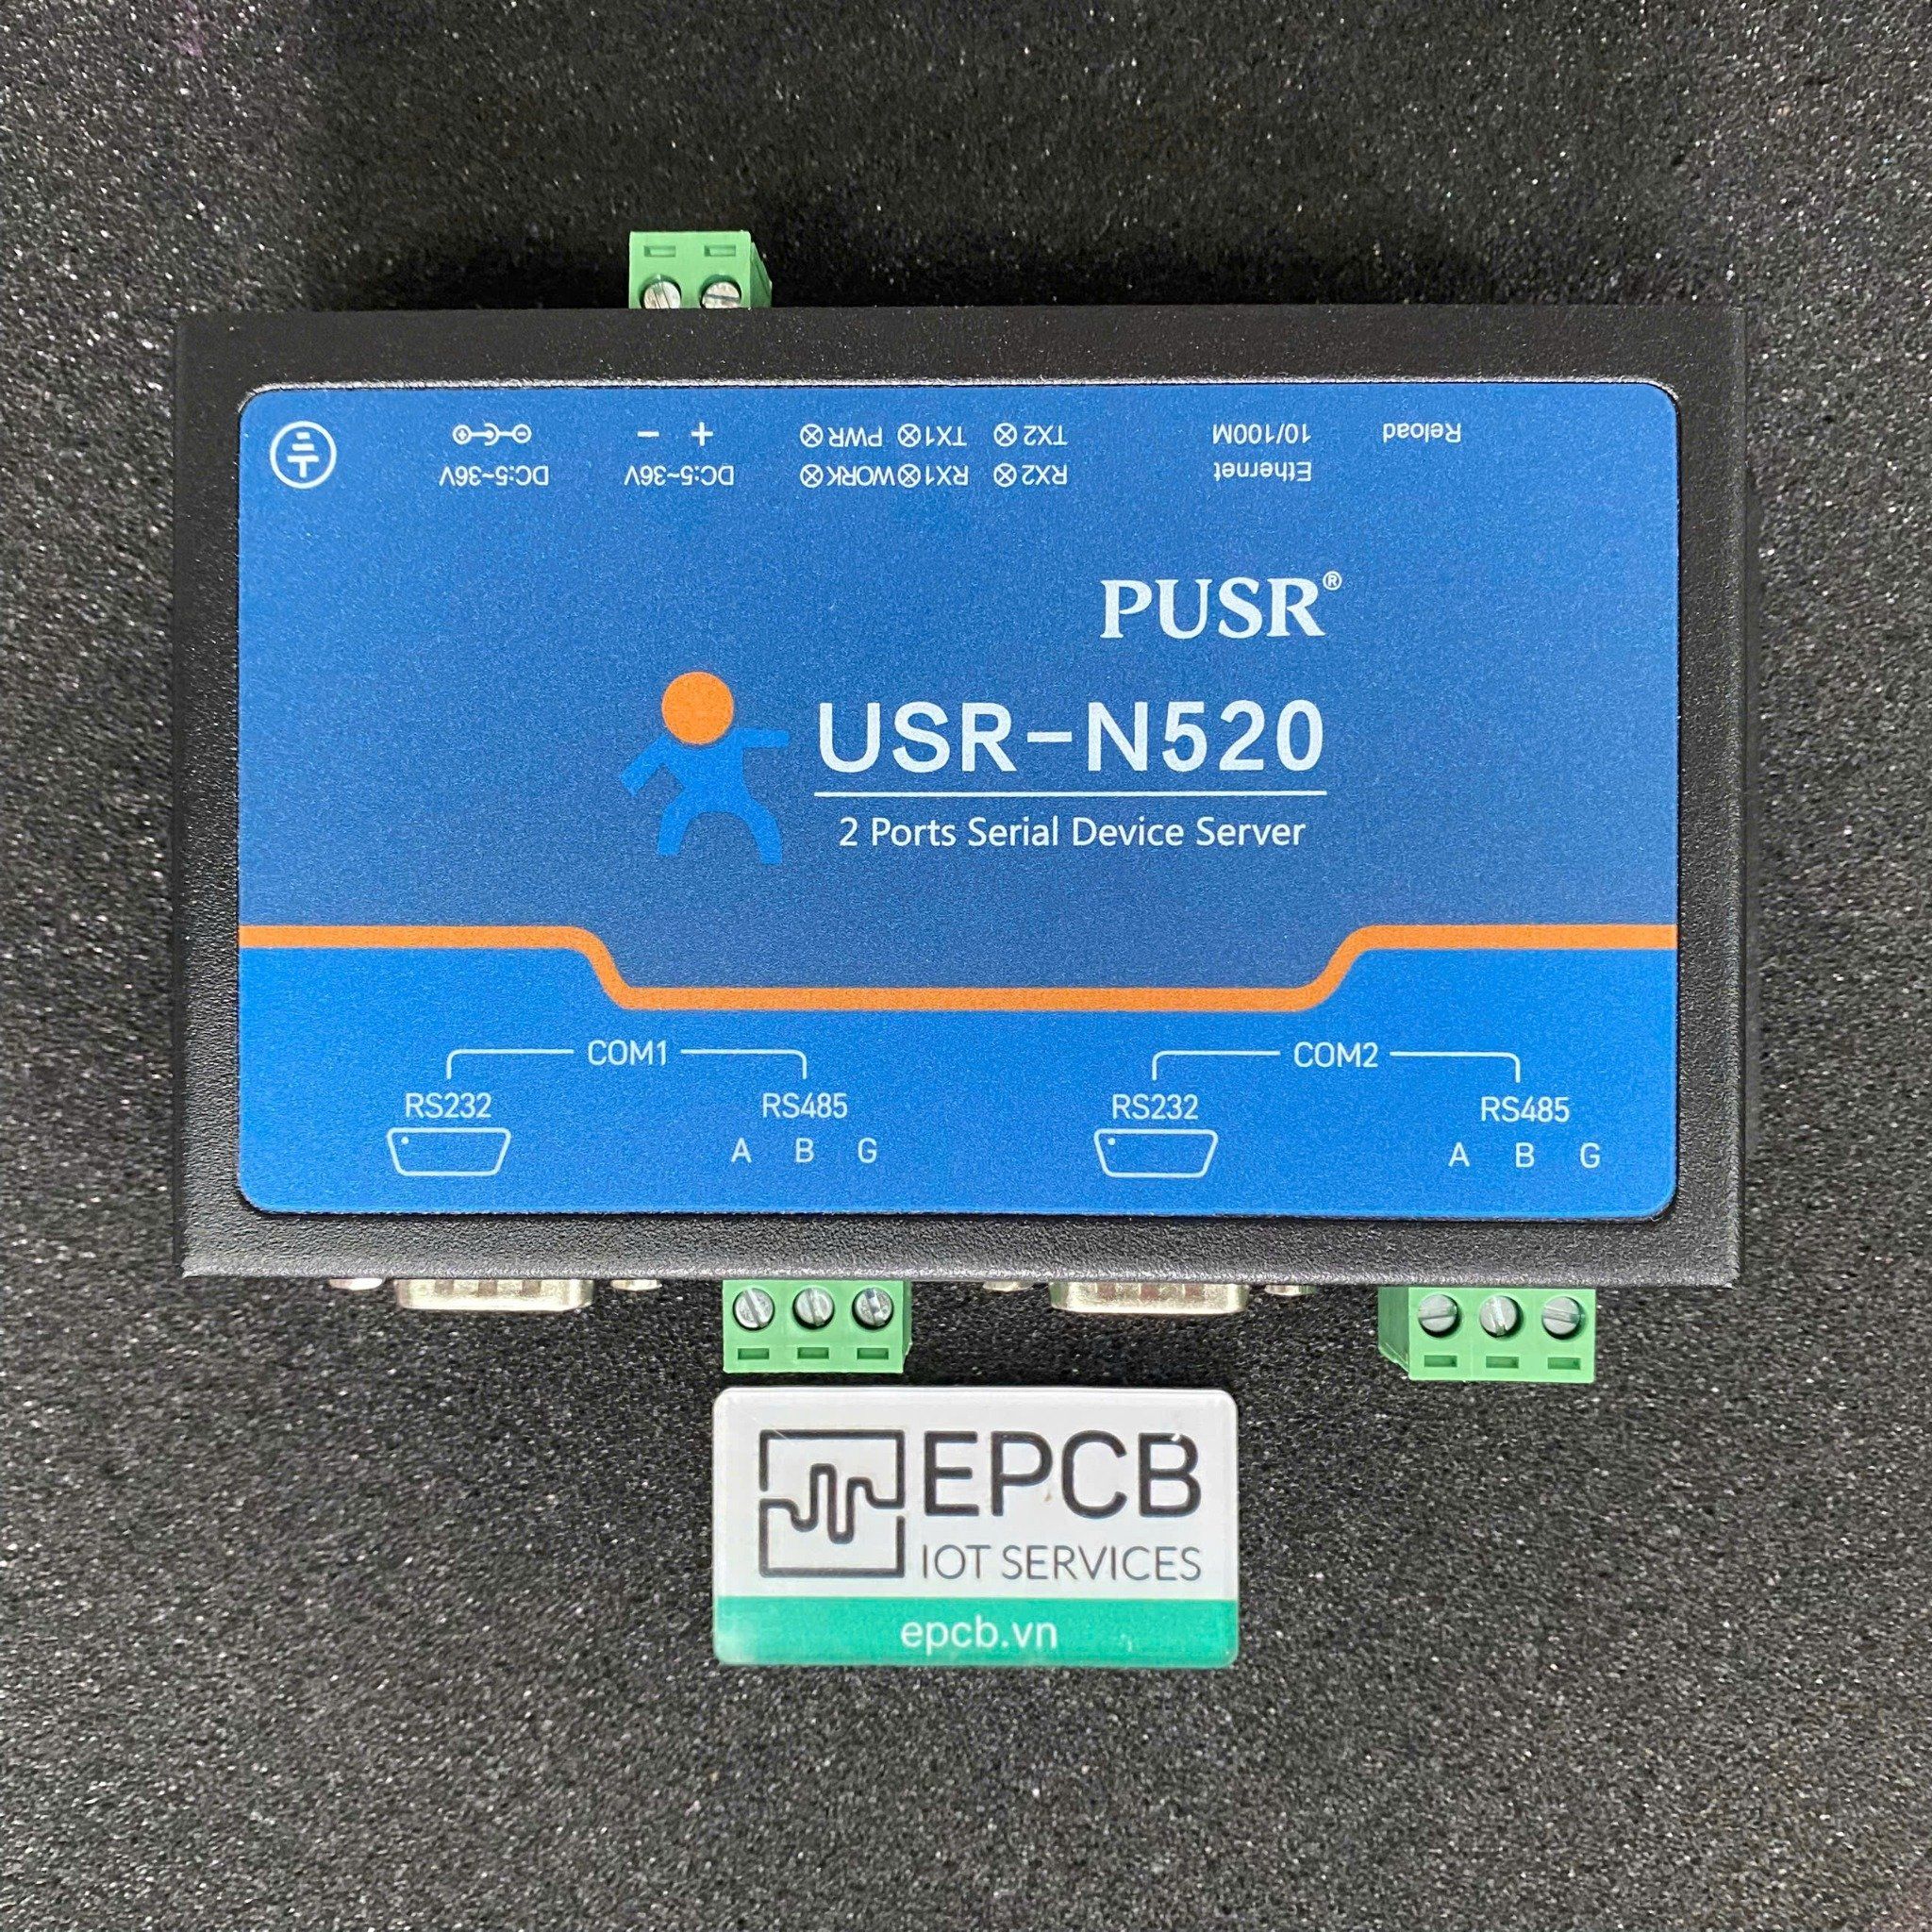 DC:5~36V
DC:5~36V
− +
PWR TX1 TX2
WORK RX1 RX2
10/100M
Ethernet
Reload
PUSR®
USR-N520
2 Ports Serial Device Server
COM1
RS232 RS485
A B G
COM2
RS232 RS485
A B G
EPCB
IOT SERVICES
epcb.vn